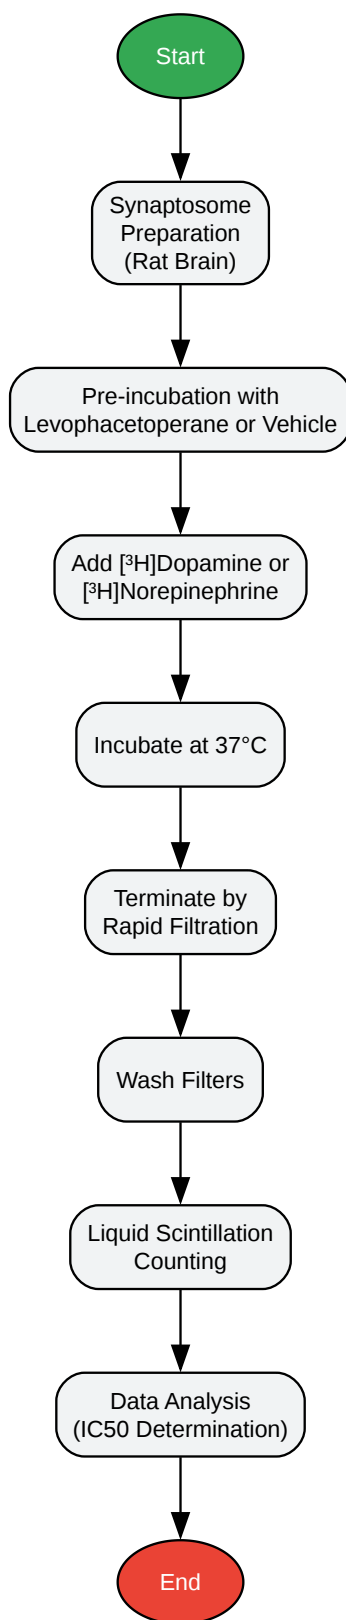 Start
Synaptosome
Preparation
(Rat Brain)
Pre-incubation with
Levophacetoperane or Vehicle
Add [³H]Dopamine or
[³H]Norepinephrine
Incubate at 37°C
Terminate by
Rapid Filtration
Wash Filters
Liquid Scintillation
Counting
Data Analysis
(IC50 Determination)
End